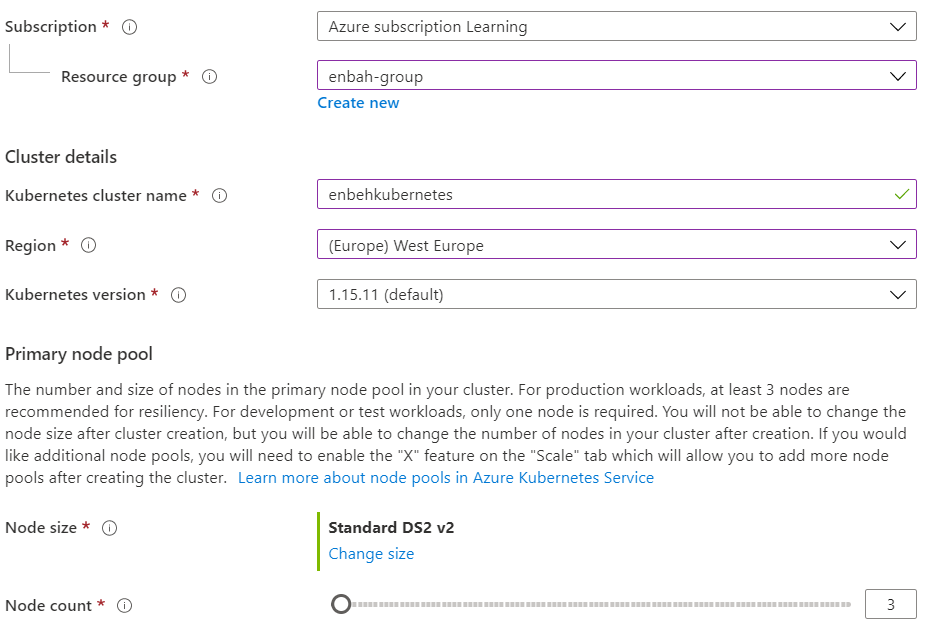 Subscription *
Azure subscription Learning
Resource group *
enbah-group
Create new
Cluster details
Kubernetes cluster name *
enbehkubernetes
Region *
(Europe) West Europe
Kubernetes version *
1.15.11 (default)
Primary node pool
The number and size of nodes in the primary node pool in your cluster. For production workloads, at least 3 nodes are
recommended for resiliency. For development or test workloads, only one node is required. You will not be able to change the
node size after cluster creation, but you will be able to change the number of nodes in your cluster after creation. If you would
like additional node pools, you will need to enable the "X" feature on the "Scale" tab which will allow you to add more node
pools after creating the cluster. Learn more about node pools in Azure Kubernetes Service
Node size *
Standard DS2 v2
Change size
Node count *
3